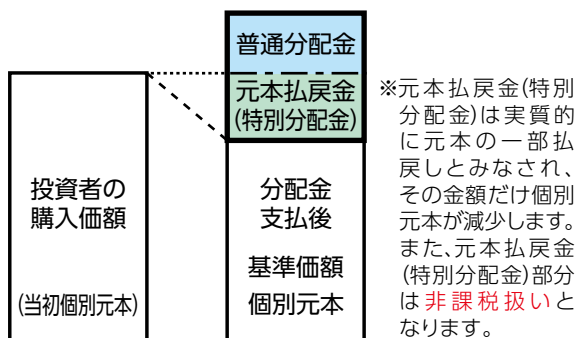 普通分配金
元本払戻金
(特別分配金)
投資者の
購入価額
(当初個別元本)
分配金
支払後
基準価額
個別元本
※元本払戻金(特別
分配金)は実質的
に元本の一部払
戻しとみなされ、
その金額だけ個別
元本が減少します。
また、元本払戻金
(特別分配金)部分
は非課税扱いと
なります。